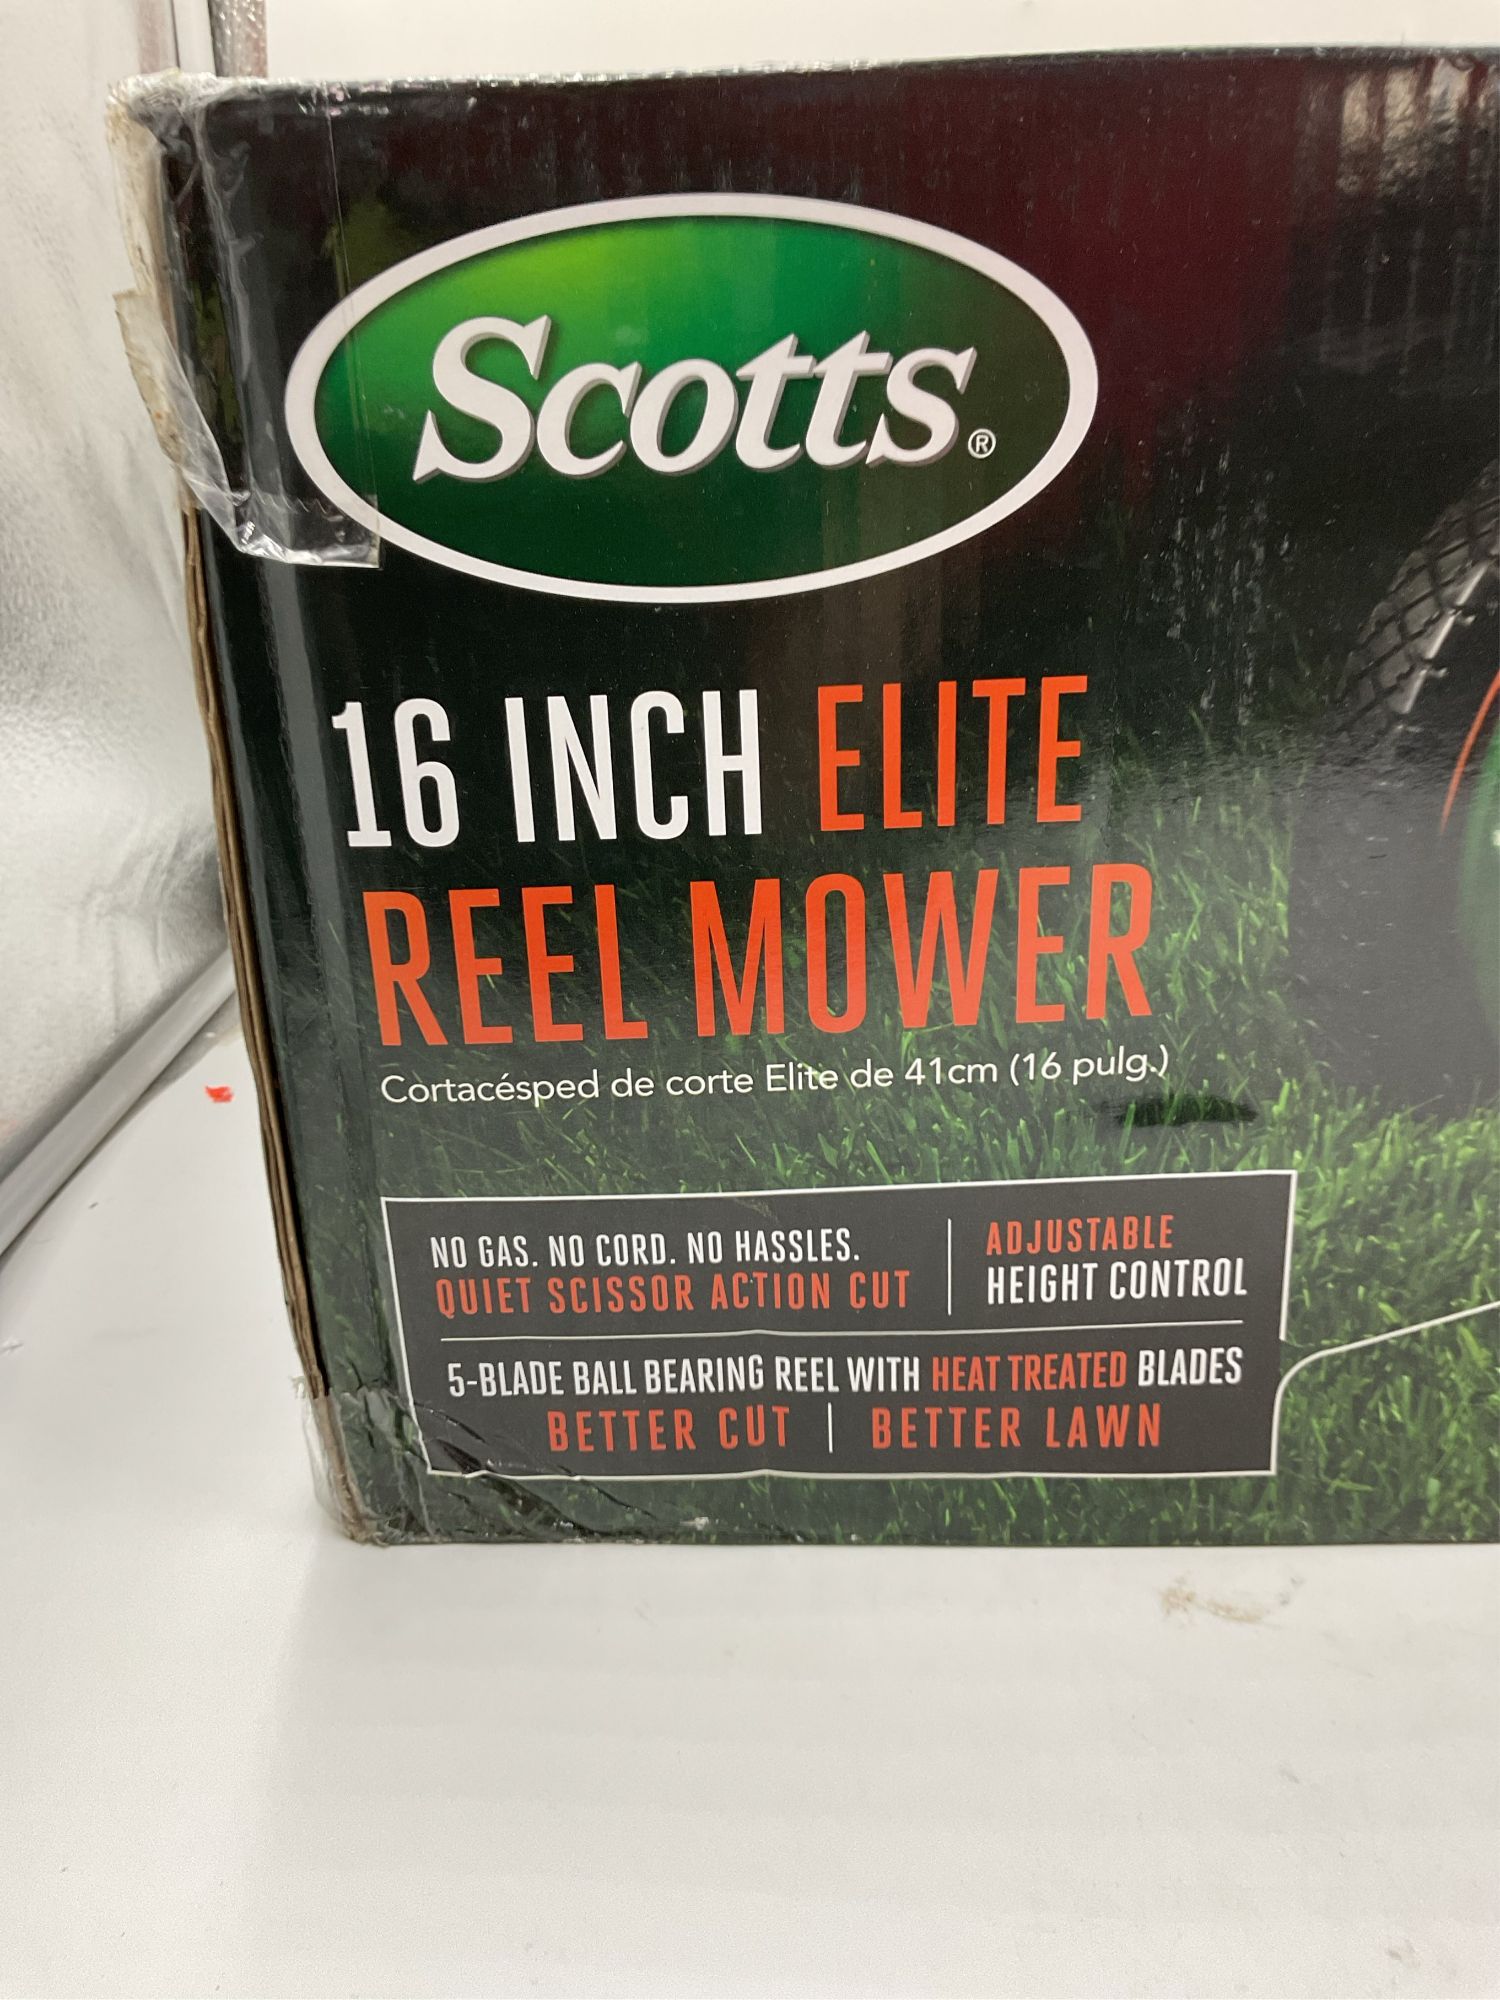 Scotts®
16 INCH ELITE
REEL MOWER
Cortacésped de corte Elite de 41cm (16 pulg.)
NO GAS. NO CORD. NO HASSLES.
QUIET SCISSOR ACTION CUT
ADJUSTABLE
HEIGHT CONTROL
5-BLADE BALL BEARING REEL WITH HEAT TREATED BLADES
BETTER CUT | BETTER LAWN